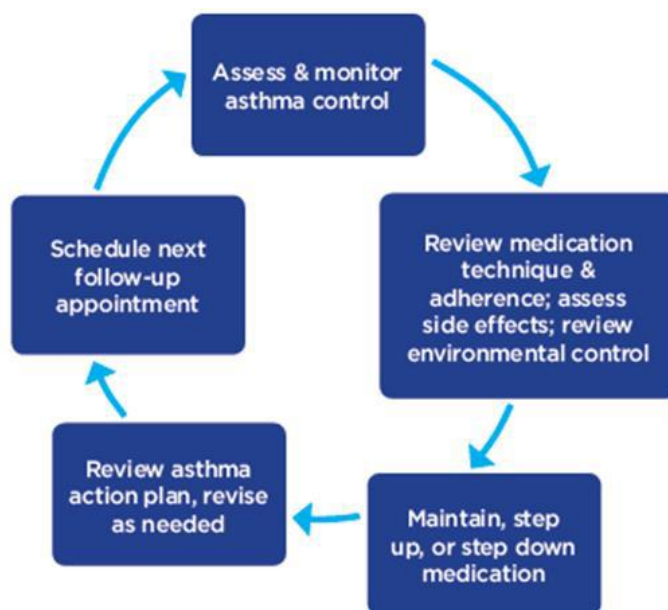 Assess & monitor
asthma control
Review medication
technique &
adherence; assess
side effects; review
environmental control
Maintain, step
up, or step down
medication
Review asthma
action plan, revise
as needed
Schedule next
follow-up
appointment